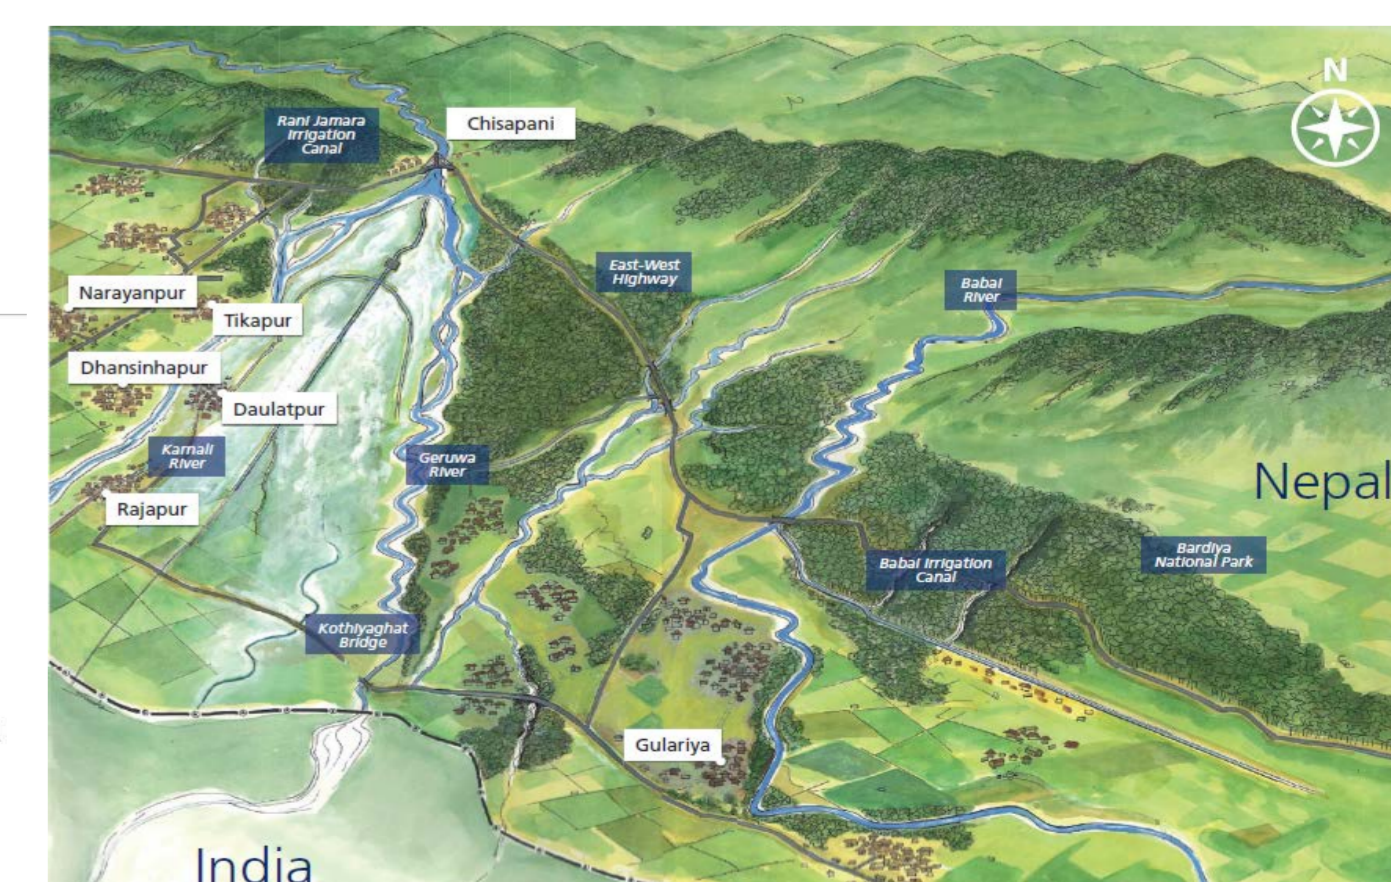 N
Rani Jamara
Irrigation
Canal
Chisapani
East-West
Highway
Babai
River
Narayanpur
Tikapur
Dhansinhapur
Daulatpur
Karnali
River
Geruwa
River
Nepal
Rajapur
Babai Irrigation
Canal
Bardiya
National Park
Kothiyaghat
Bridge
Gulariya
India